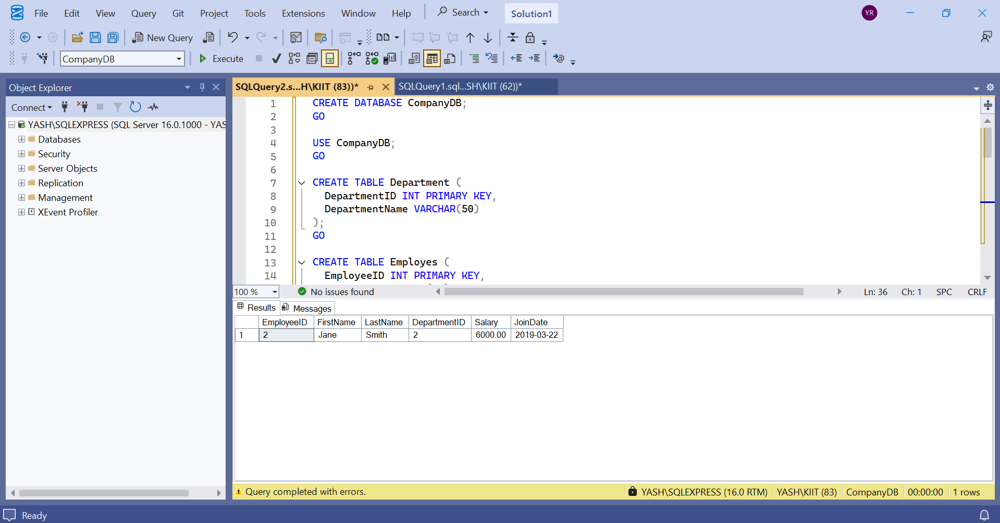 File Edit View Query Git Project Tools Extensions Window Help Search Solution1 YR
New Query
CompanyDB Execute
Object Explorer
Connect
YASH\SQLEXPRESS (SQL Server 16.0.1000 - YAS
Databases
Security
Server Objects
Replication
Management
XEvent Profiler
SQLQuery2.s...H\KIIT (83))* SQLQuery1.sql...SH\KIIT (62))*
1 CREATE DATABASE CompanyDB;
2 GO
3
4 USE CompanyDB;
5 GO
6
7 CREATE TABLE Department (
8 DepartmentID INT PRIMARY KEY,
9 DepartmentName VARCHAR(50)
10 );
11 GO
12
13 CREATE TABLE Employes (
14 EmployeeID INT PRIMARY KEY,
100 % No issues found Ln: 36 Ch: 1 SPC CRLF
Results Messages
EmployeeID FirstName LastName DepartmentID Salary JoinDate
1 2 Jane Smith 2 6000.00 2019-03-22
Query completed with errors. YASH\SQLEXPRESS (16.0 RTM) YASH\KIIT (83) CompanyDB 00:00:00 1 rows
Ready